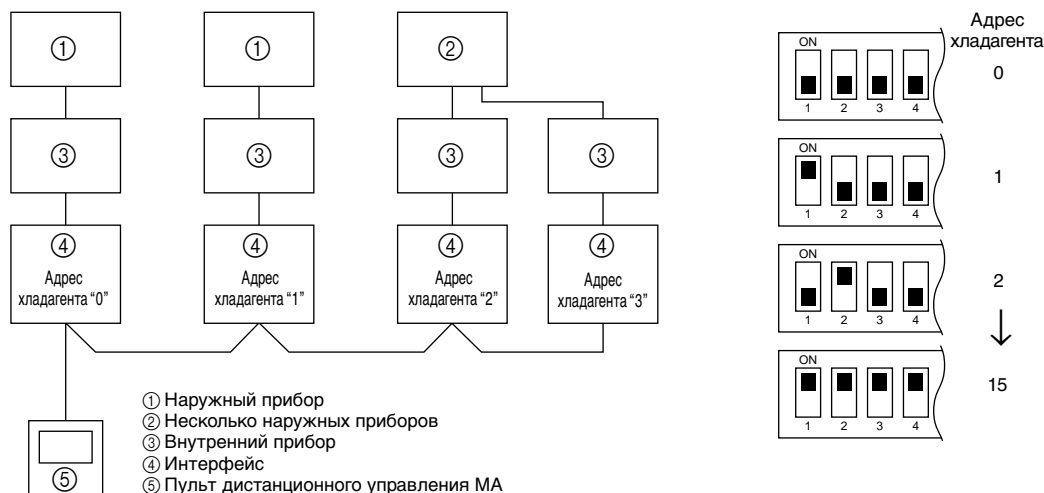 ① ① ②
③ ③ ③ ③
④ ④ ④ ④
Адрес
хладагента “0”
Адрес
хладагента “1”
Адрес
хладагента “2”
Адрес
хладагента “3”
⑤
① Наружный прибор
② Несколько наружных приборов
③ Внутренний прибор
④ Интерфейс
⑤ Пульт дистанционного управления МА
Адрес
хладагента
ON
1 2 3 4
0
ON
1 2 3 4
1
ON
1 2 3 4
2
ON
1 2 3 4
15